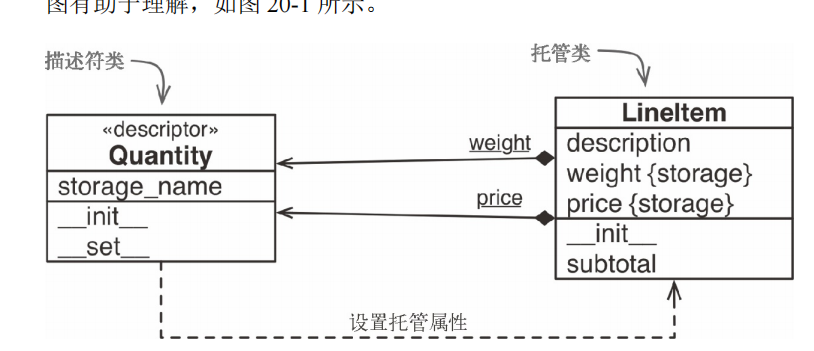 图有助于理解，如图 20-1 所示。
描述符类
托管类
«descriptor»
Quantity
storage_name
__init__
__set__
weight
price
LineItem
description
weight {storage}
price {storage}
__init__
subtotal
设置托管属性